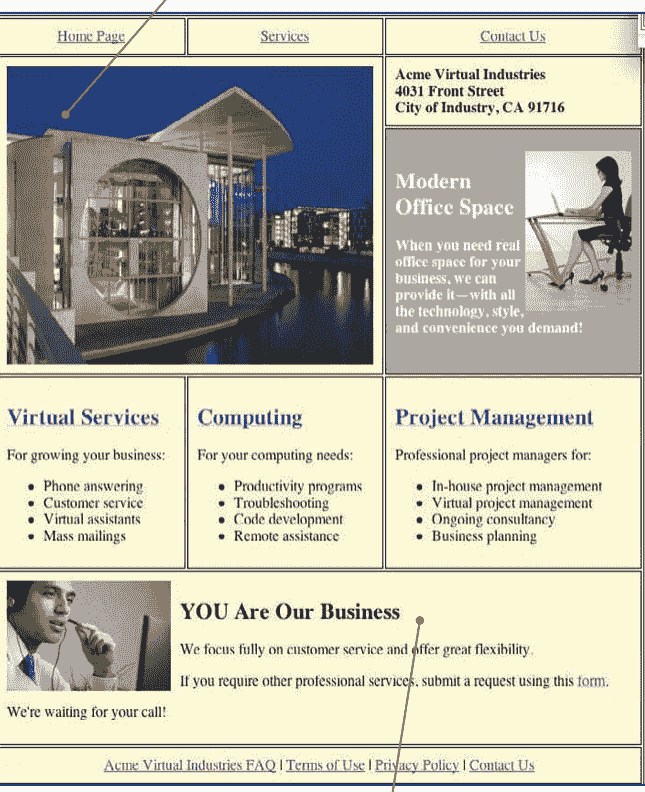 Home Page
Services
Contact Us
Acme Virtual Industries
4031 Front Street
City of Industry, CA 91716
Modern
Office Space
When you need real
office space for your
business, we can
provide it—with all
the technology, style,
and convenience you demand!
Virtual Services
For growing your business:
• Phone answering
• Customer service
• Virtual assistants
• Mass mailings
Computing
For your computing needs:
• Productivity programs
• Troubleshooting
• Code development
• Remote assistance
Project Management
Professional project managers for:
• In-house project management
• Virtual project management
• Ongoing consultancy
• Business planning
YOU Are Our Business
We focus fully on customer service and offer great flexibility.
If you require other professional services, submit a request using this form.
We're waiting for your call!
Acme Virtual Industries FAQ | Terms of Use | Privacy Policy | Contact Us